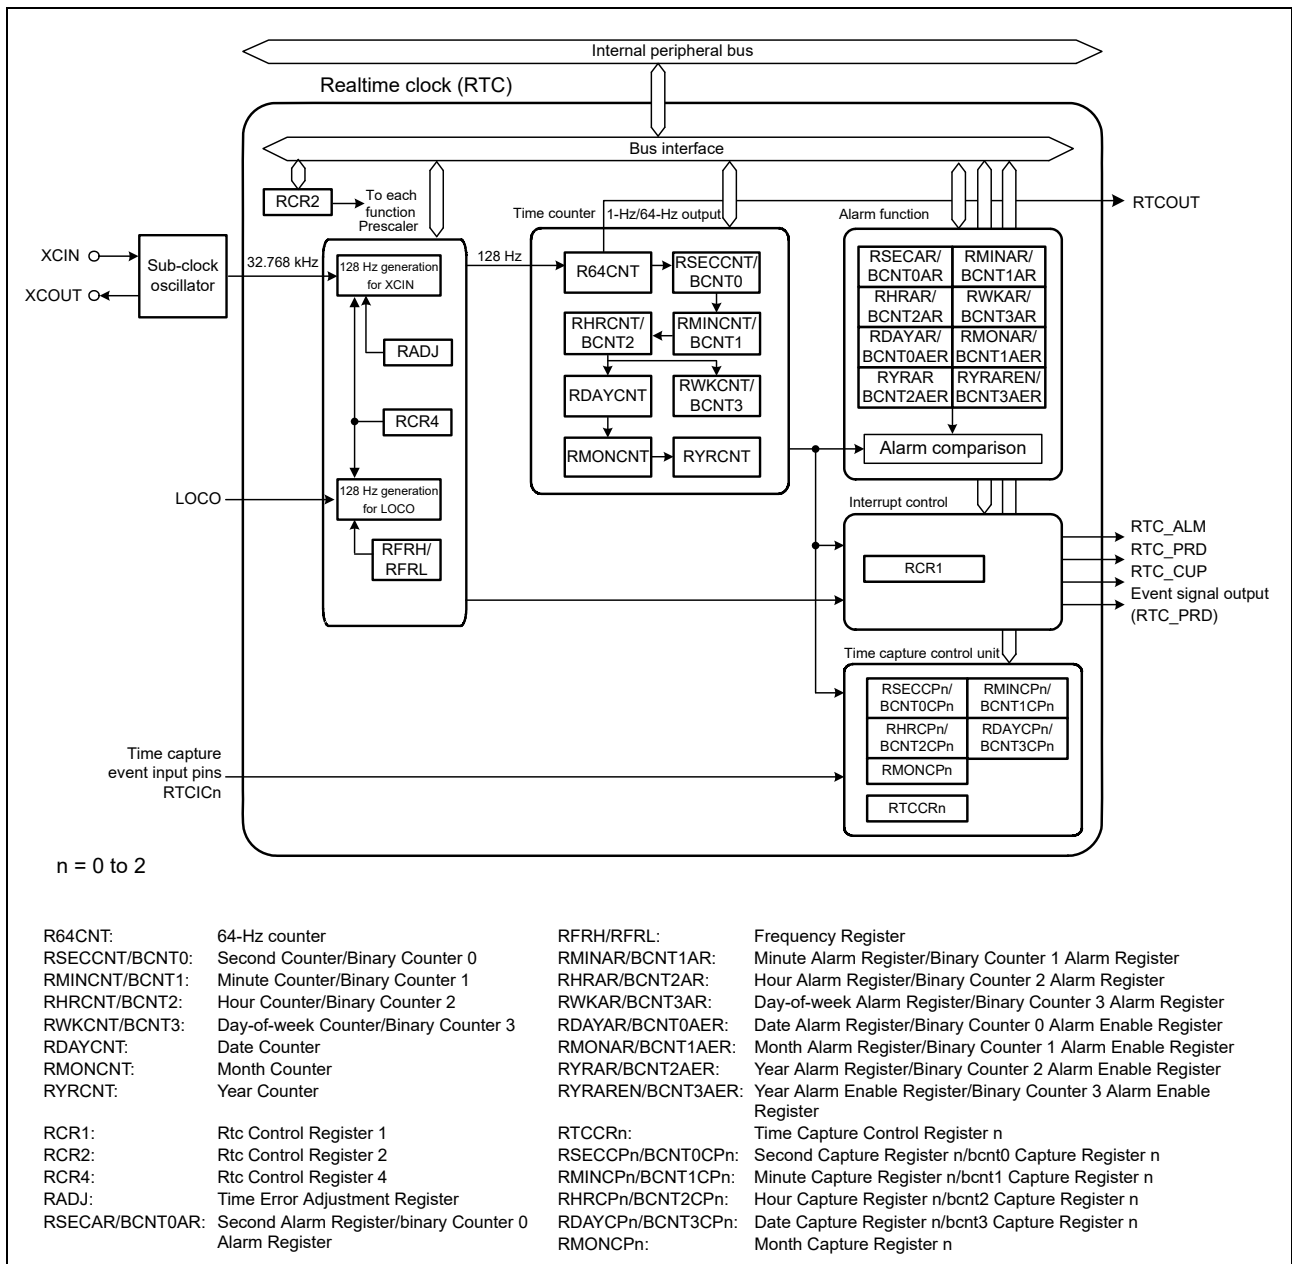 Internal peripheral bus
Realtime clock (RTC)
Bus interface
RCR2
To each
function
Prescaler
Time counter
1-Hz/64-Hz output
Alarm function
RTCOUT
XCIN
XCOUT
Sub-clock
oscillator
32.768 kHz
128 Hz generation
for XCIN
RADJ
RCR4
LOCO
128 Hz generation
for LOCO
RFRH/
RFRL
128 Hz
R64CNT
RSECCNT/
BCNT0
RHRCNT/
BCNT2
RMINCNT/
BCNT1
RDAYCNT
RWKCNT/
BCNT3
RMONCNT
RYRCNT
RSECAR/
BCNT0AR
RMINAR/
BCNT1AR
RHRAR/
BCNT2AR
RWKAR/
BCNT3AR
RDAYAR/
BCNT0AER
RMONAR/
BCNT1AER
RYRAR
BCNT2AER
RYRAREN/
BCNT3AER
Alarm comparison
Interrupt control
RCR1
RTC_ALM
RTC_PRD
RTC_CUP
Event signal output
(RTC_PRD)
Time capture control unit
RSECCPn/
BCNT0CPn
RMINCPn/
BCNT1CPn
RHRCPn/
BCNT2CPn
RDAYCPn/
BCNT3CPn
RMONCPn
RTCCRn
Time capture
event input pins
RTCICn
n = 0 to 2
R64CNT: 64-Hz counter
RSECCNT/BCNT0: Second Counter/Binary Counter 0
RMINCNT/BCNT1: Minute Counter/Binary Counter 1
RHRCNT/BCNT2: Hour Counter/Binary Counter 2
RWKCNT/BCNT3: Day-of-week Counter/Binary Counter 3
RDAYCNT: Date Counter
RMONCNT: Month Counter
RYRCNT: Year Counter
RCR1: Rtc Control Register 1
RCR2: Rtc Control Register 2
RCR4: Rtc Control Register 4
RADJ: Time Error Adjustment Register
RSECAR/BCNT0AR: Second Alarm Register/binary Counter 0
Alarm Register
RFRH/RFRL: Frequency Register
RMINAR/BCNT1AR: Minute Alarm Register/Binary Counter 1 Alarm Register
RHRAR/BCNT2AR: Hour Alarm Register/Binary Counter 2 Alarm Register
RWKAR/BCNT3AR: Day-of-week Alarm Register/Binary Counter 3 Alarm Register
RDAYAR/BCNT0AER: Date Alarm Register/Binary Counter 0 Alarm Enable Register
RMONAR/BCNT1AER: Month Alarm Register/Binary Counter 1 Alarm Enable Register
RYRAR/BCNT2AER: Year Alarm Register/Binary Counter 2 Alarm Enable Register
RYRAREN/BCNT3AER: Year Alarm Enable Register/Binary Counter 3 Alarm Enable
Register
RTCCRn: Time Capture Control Register n
RSECCPn/BCNT0CPn: Second Capture Register n/bcnt0 Capture Register n
RMINCPn/BCNT1CPn: Minute Capture Register n/bcnt1 Capture Register n
RHRCPn/BCNT2CPn: Hour Capture Register n/bcnt2 Capture Register n
RDAYCPn/BCNT3CPn: Date Capture Register n/bcnt3 Capture Register n
RMONCPn: Month Capture Register n